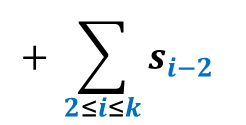 + ∑ s_{i−2}
2≤i≤k